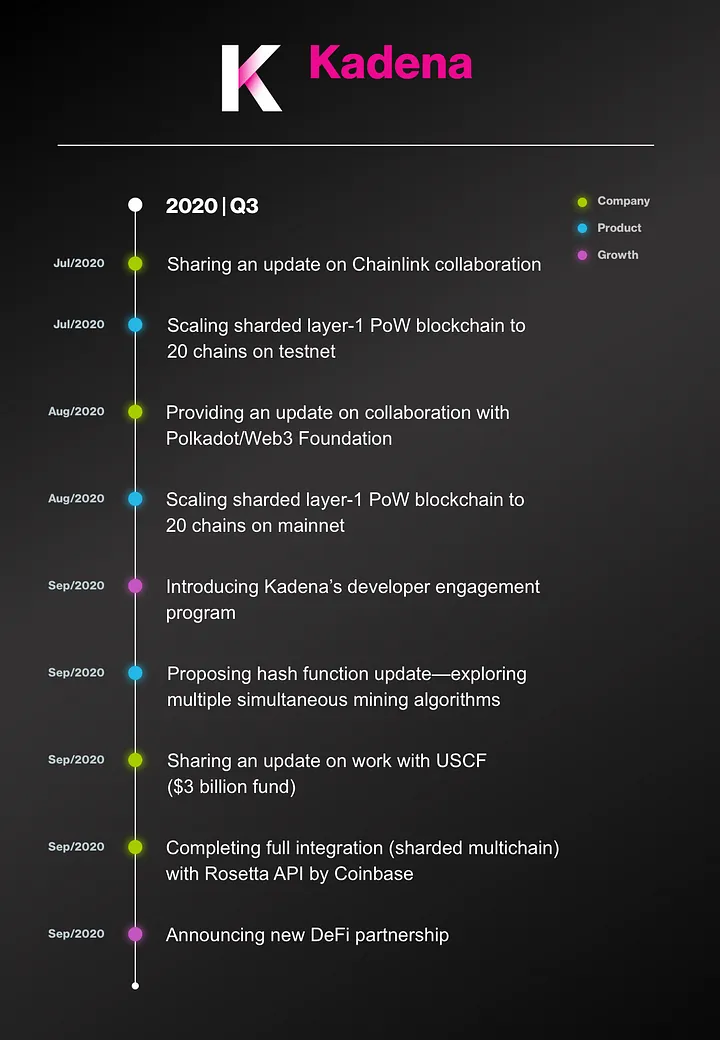 K Kadena
2020 | Q3
Company
Product
Growth
Jul/2020 Sharing an update on Chainlink collaboration
Jul/2020 Scaling sharded layer-1 PoW blockchain to
20 chains on testnet
Aug/2020 Providing an update on collaboration with
Polkadot/Web3 Foundation
Aug/2020 Scaling sharded layer-1 PoW blockchain to
20 chains on mainnet
Sep/2020 Introducing Kadena’s developer engagement
program
Sep/2020 Proposing hash function update—exploring
multiple simultaneous mining algorithms
Sep/2020 Sharing an update on work with USCF
($3 billion fund)
Sep/2020 Completing full integration (sharded multichain)
with Rosetta API by Coinbase
Sep/2020 Announcing new DeFi partnership